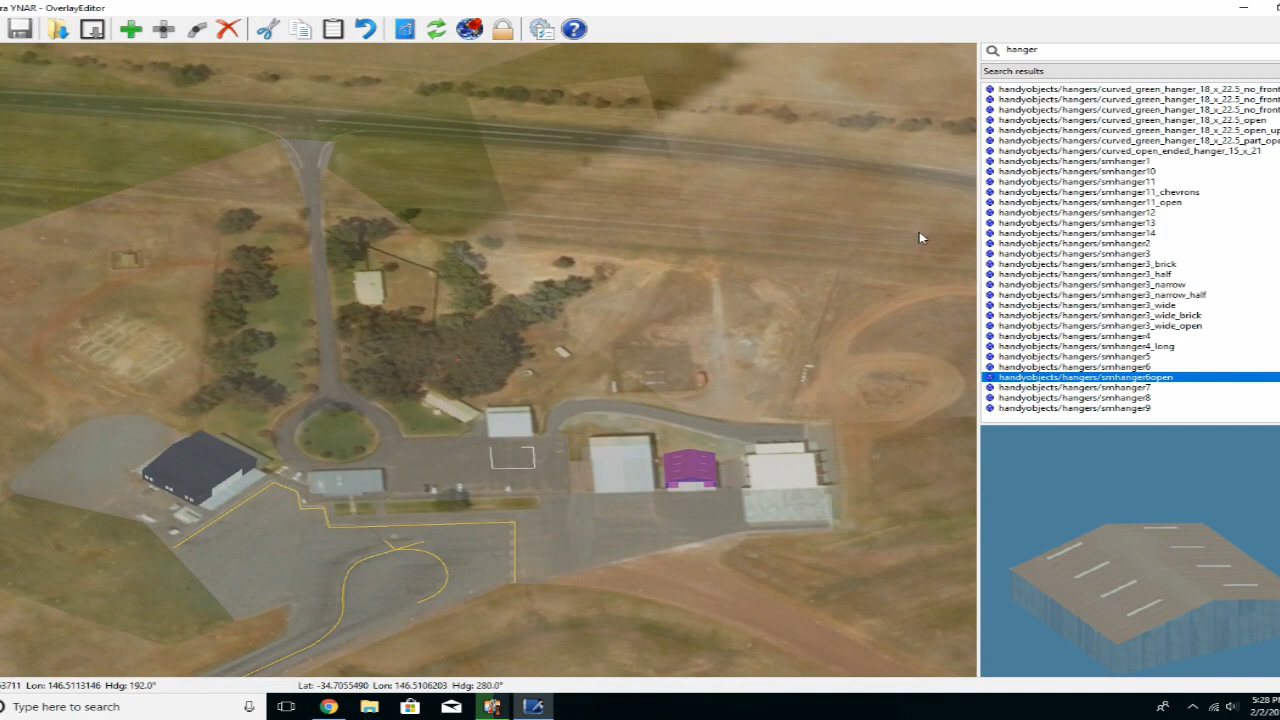 ra YNAR - OverlayEditor
hanger
Search results
handyobjects/hangers/curved_green_hanger_18_x_22.5_no_front
handyobjects/hangers/curved_green_hanger_18_x_22.5_no_front
handyobjects/hangers/curved_green_hanger_18_x_22.5_no_front
handyobjects/hangers/curved_green_hanger_18_x_22.5_open
handyobjects/hangers/curved_green_hanger_18_x_22.5_open_up
handyobjects/hangers/curved_green_hanger_18_x_22.5_part_ope
handyobjects/hangers/curved_open_ended_hanger_15_x_21
handyobjects/hangers/smhanger1
handyobjects/hangers/smhanger10
handyobjects/hangers/smhanger11
handyobjects/hangers/smhanger11_chevrons
handyobjects/hangers/smhanger11_open
handyobjects/hangers/smhanger12
handyobjects/hangers/smhanger13
handyobjects/hangers/smhanger14
handyobjects/hangers/smhanger2
handyobjects/hangers/smhanger3
handyobjects/hangers/smhanger3_brick
handyobjects/hangers/smhanger3_half
handyobjects/hangers/smhanger3_narrow
handyobjects/hangers/smhanger3_narrow_half
handyobjects/hangers/smhanger3_wide
handyobjects/hangers/smhanger3_wide_brick
handyobjects/hangers/smhanger3_wide_open
handyobjects/hangers/smhanger4
handyobjects/hangers/smhanger4_long
handyobjects/hangers/smhanger5
handyobjects/hangers/smhanger6
handyobjects/hangers/smhanger6open
handyobjects/hangers/smhanger7
handyobjects/hangers/smhanger8
handyobjects/hangers/smhanger9
53711 Lon: 146.5113146 Hdg: 192.0° Lat: -34.7055490 Lon: 146.5106203 Hdg: 280.0°
Type here to search
5:28 PM
2/2/20